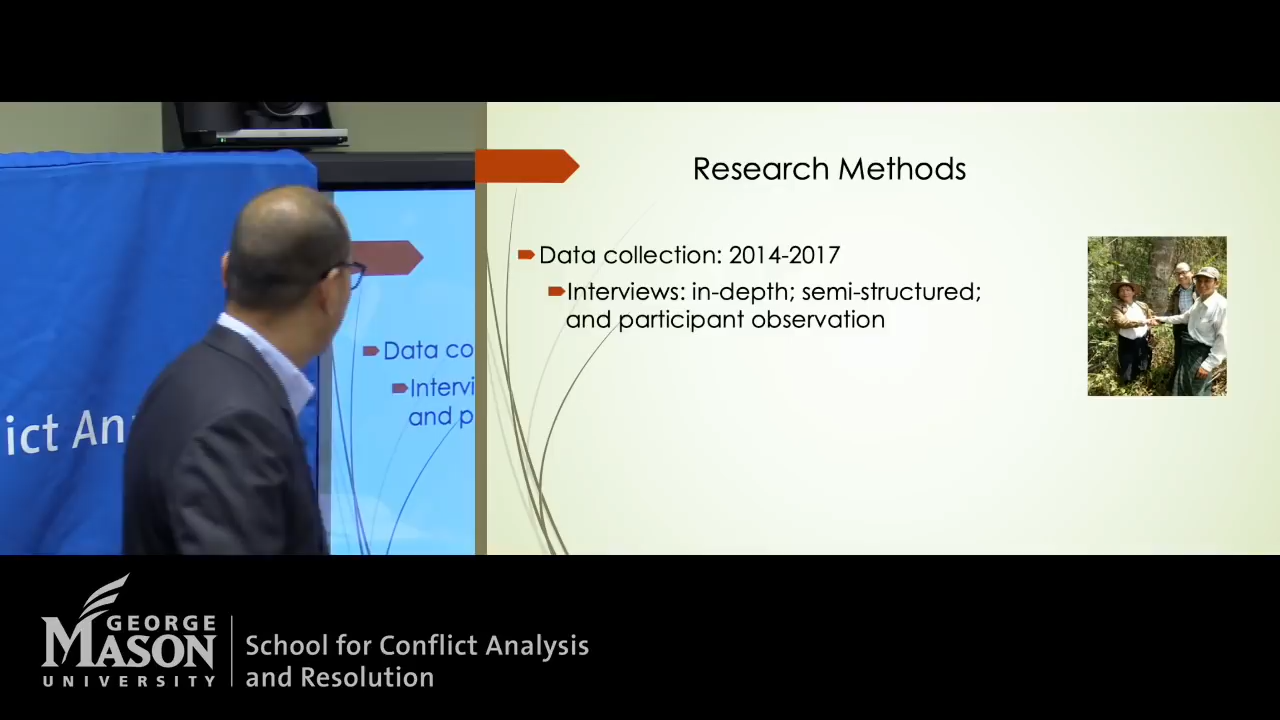 Research Methods
Data collection: 2014-2017
Interviews: in-depth; semi-structured;
and participant observation
ict An
Data co
Intervi
and p
GEORGE
MASON
UNIVERSITY
School for Conflict Analysis
and Resolution